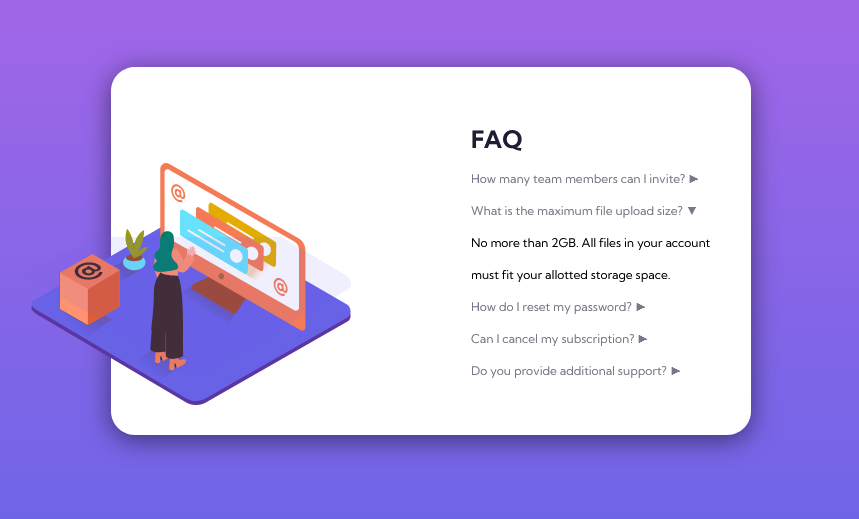 FAQ
How many team members can I invite? ▶
What is the maximum file upload size? ▼
No more than 2GB. All files in your account
must fit your allotted storage space.
How do I reset my password? ▶
Can I cancel my subscription? ▶
Do you provide additional support? ▶
@
@
@